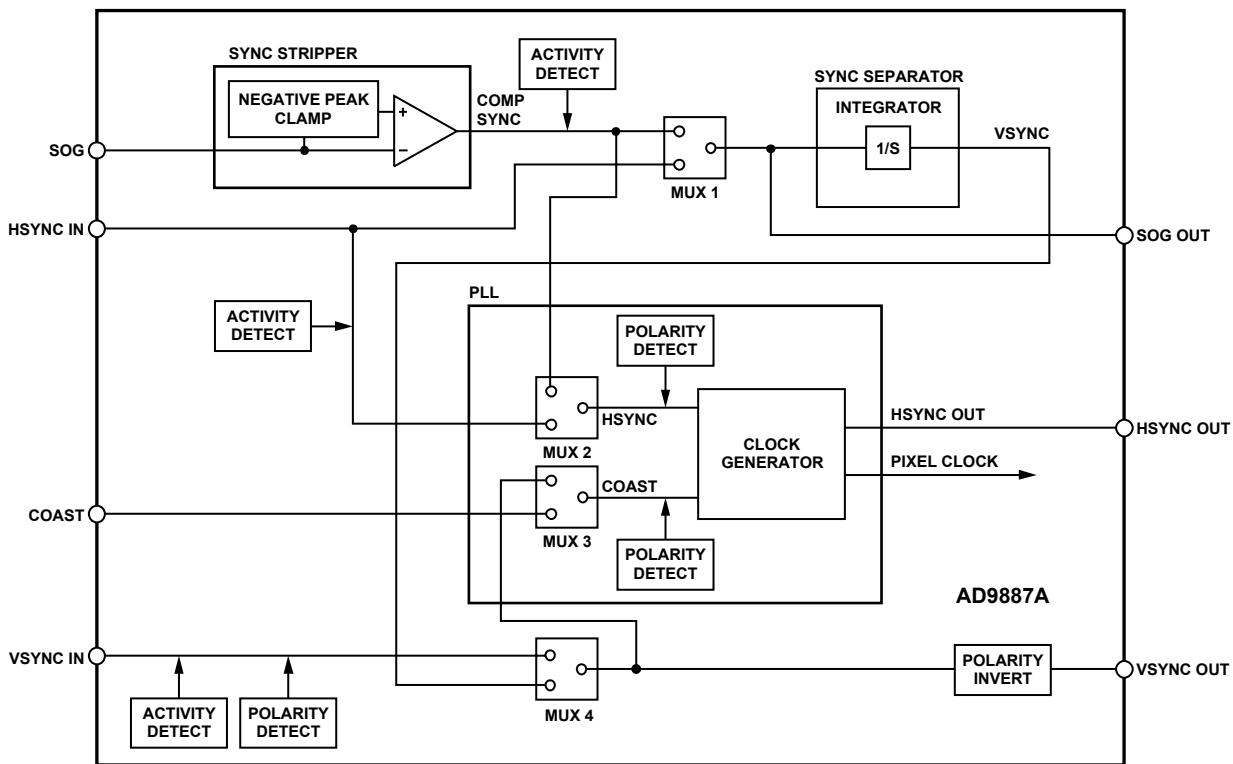 SYNC STRIPPER
NEGATIVE PEAK
CLAMP
+
−
COMP
SYNC
ACTIVITY
DETECT
MUX 1
SYNC SEPARATOR
INTEGRATOR
1/S
VSYNC
SOG
HSYNC IN
SOG OUT
ACTIVITY
DETECT
PLL
POLARITY
DETECT
HSYNC
MUX 2
CLOCK
GENERATOR
HSYNC OUT
HSYNC OUT
PIXEL CLOCK
COAST
COAST
MUX 3
POLARITY
DETECT
AD9887A
VSYNC IN
ACTIVITY
DETECT
POLARITY
DETECT
MUX 4
POLARITY
INVERT
VSYNC OUT